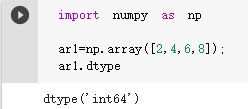 import numpy as np
ar1=np.array([2,4,6,8]);
ar1.dtype
dtype('int64')